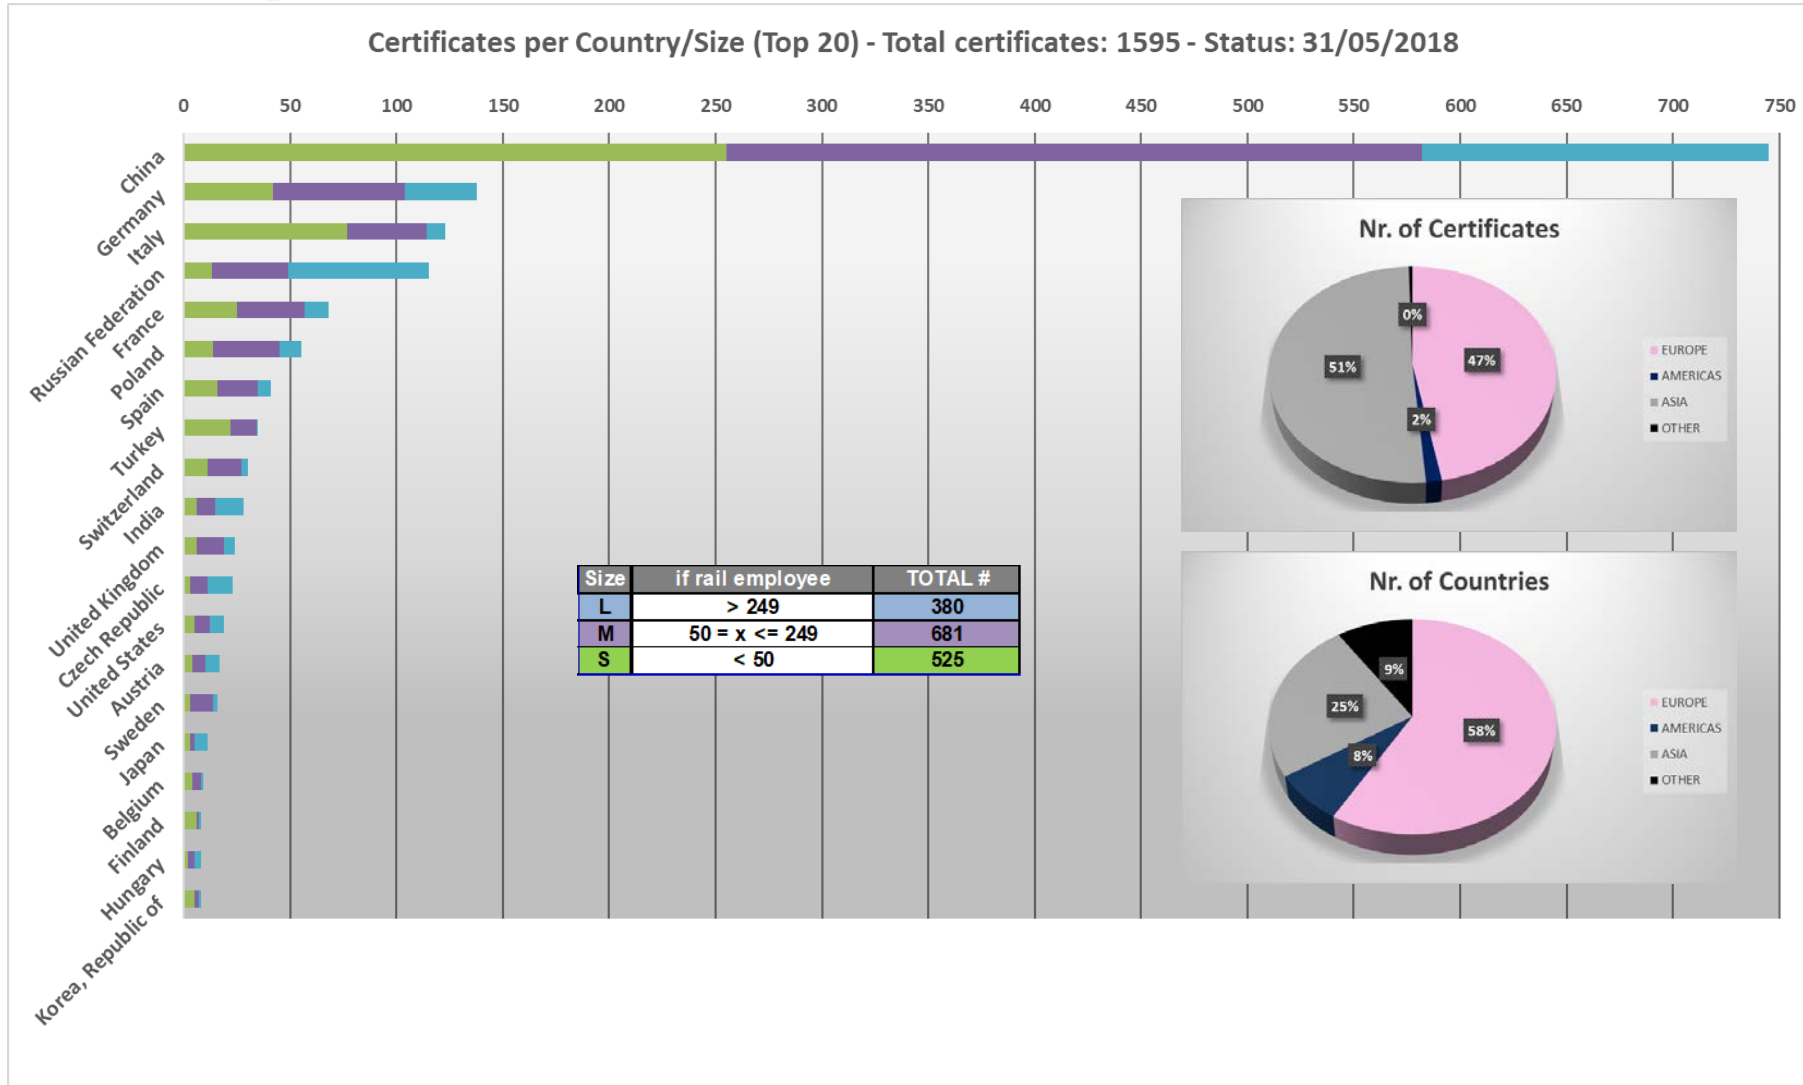 Certificates per Country/Size (Top 20) - Total certificates: 1595 - Status: 31/05/2018
0 50 100 150 200 250 300 350 400 450 500 550 600 650 700 750
China
Germany
Italy
Russian Federation
France
Poland
Spain
Turkey
Switzerland
India
United Kingdom
Czech Republic
United States
Austria
Sweden
Japan
Belgium
Finland
Hungary
Korea, Republic of
Size if rail employee TOTAL #
L > 249 380
M 50 = x <= 249 681
S < 50 525
Nr. of Certificates
0%
47%
51%
2%
EUROPE
AMERICAS
ASIA
OTHER
Nr. of Countries
9%
25%
58%
8%
EUROPE
AMERICAS
ASIA
OTHER